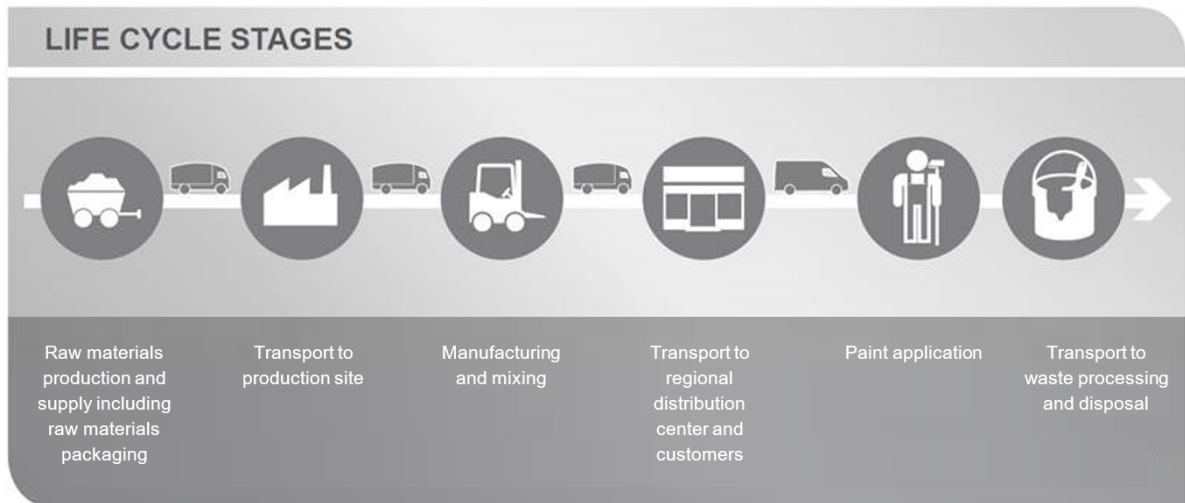 LIFE CYCLE STAGES
Raw materials
production and
supply including
raw materials
packaging
Transport to
production site
Manufacturing
and mixing
Transport to
regional
distribution
center and
customers
Paint application
Transport to
waste processing
and disposal